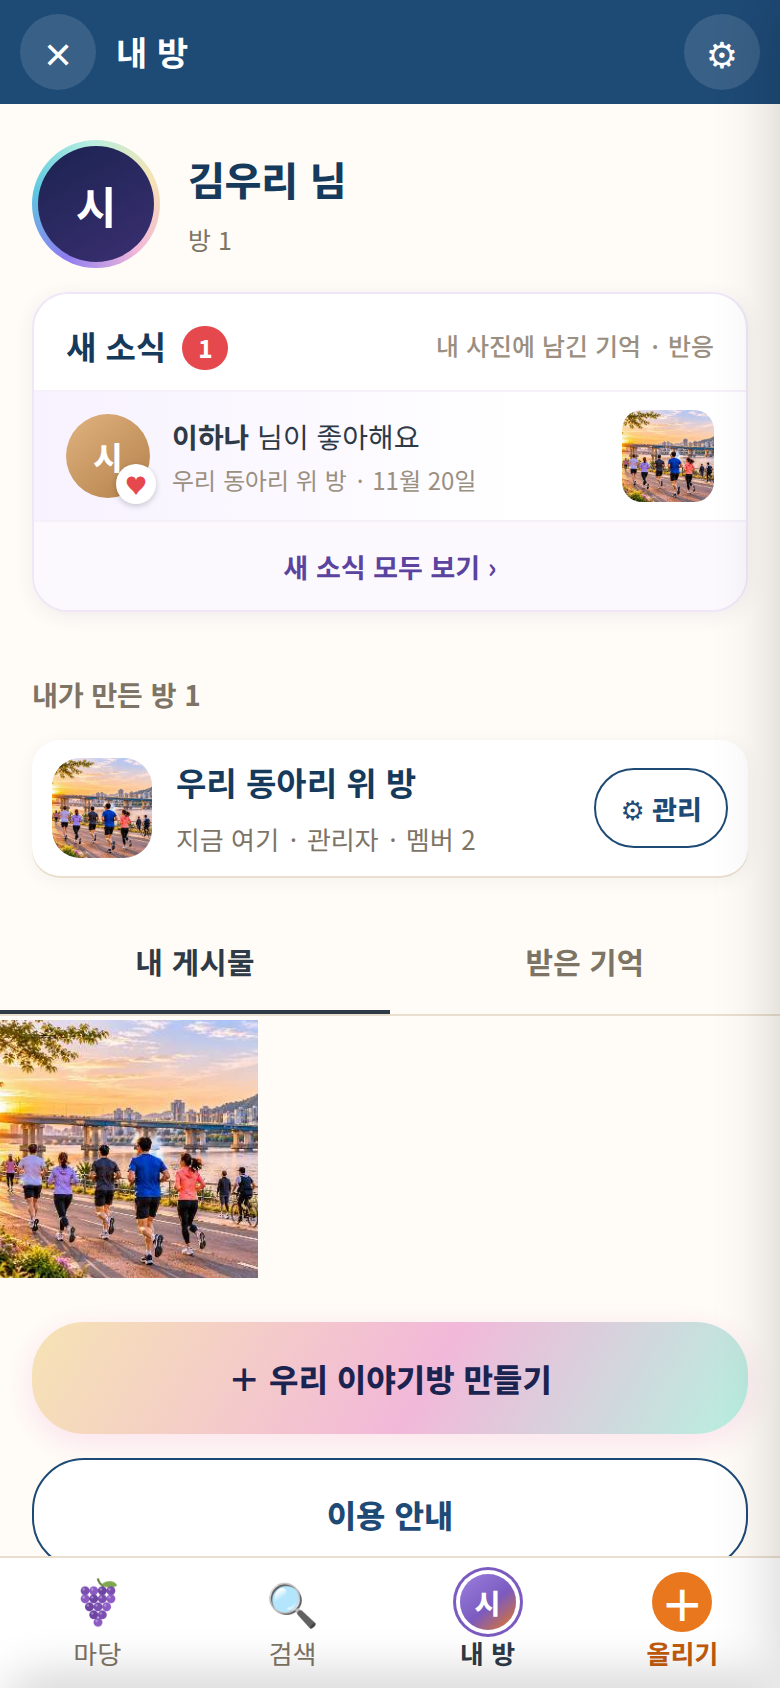 ✕ 내 방 ⚙
시
김우리 님
방 1
새 소식 1 내 사진에 남긴 기억 · 반응
시
이하나 님이 좋아해요
우리 동아리 위 방 · 11월 20일
새 소식 모두 보기 ›
내가 만든 방 1
우리 동아리 위 방
지금 여기 · 관리자 · 멤버 2
⚙ 관리
내 게시물 받은 기억
+ 우리 이야기방 만들기
이용 안내
시
마당 검색 내 방 올리기